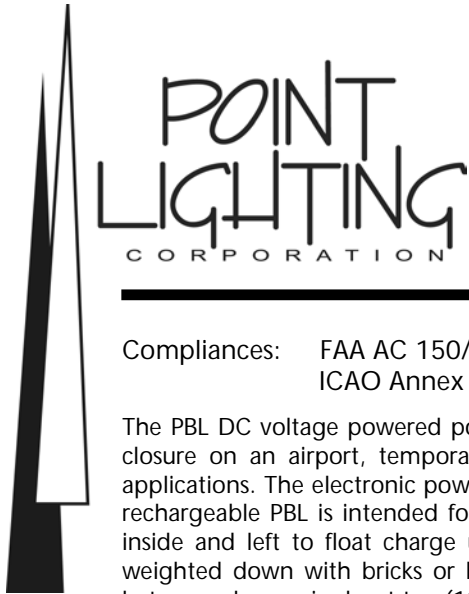 POINT
LIGHTING
CORPORATION
Compliances: FAA AC 150/
ICAO Annex
The PBL DC voltage powered po
closure on an airport, tempora
applications. The electronic pow
rechargeable PBL is intended fo
inside and left to float charge
weighted down with bricks or